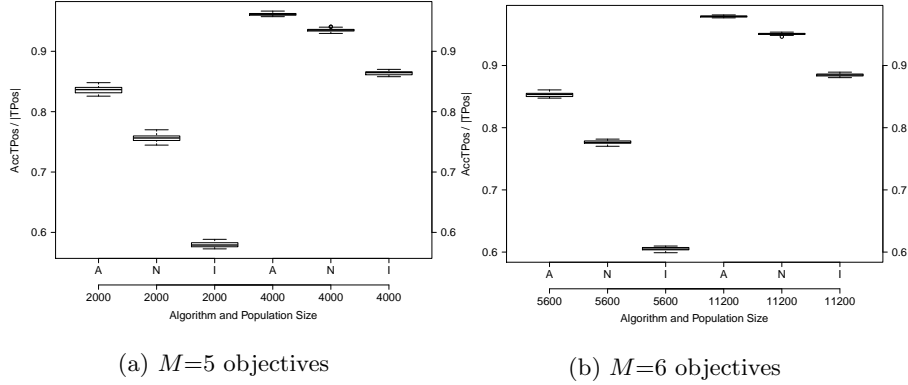 AccTPos / |TPos|
0.9
0.8
0.7
0.6
0.9
0.8
0.7
0.6
A N I A N I
2000 2000 2000 4000 4000 4000
Algorithm and Population Size
(a) M=5 objectives
AccTPos / |TPos|
0.9
0.8
0.7
0.6
0.9
0.8
0.7
0.6
A N I A N I
5600 5600 5600 11200 11200 11200
Algorithm and Population Size
(b) M=6 objectives